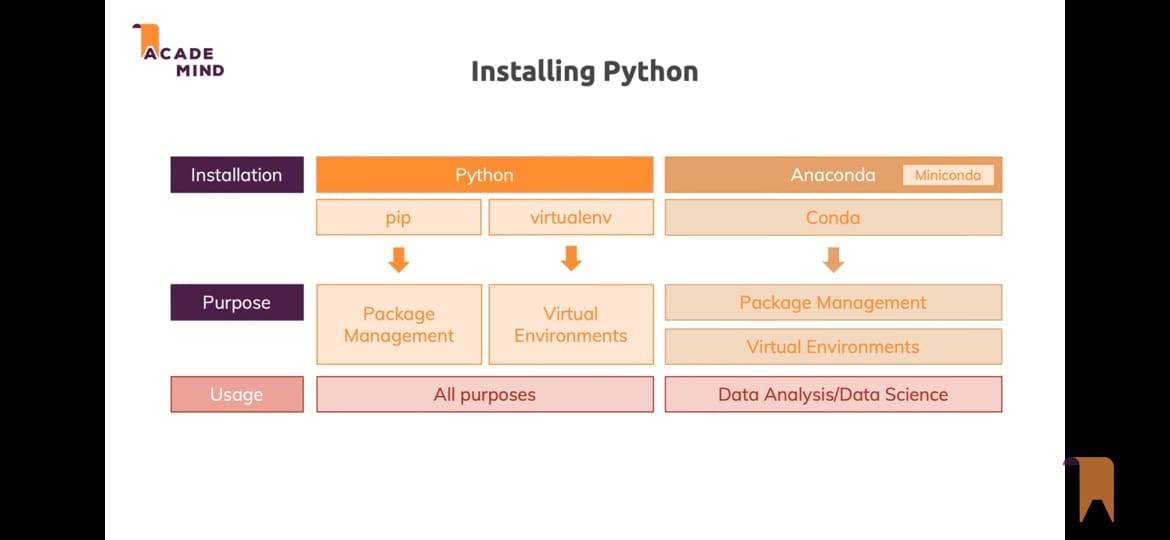 ACADE
MIND
Installing Python
Installation
Python
Anaconda
Miniconda
pip
virtualenv
Conda
Purpose
Package
Management
Virtual
Environments
Package Management
Virtual Environments
Usage
All purposes
Data Analysis/Data Science